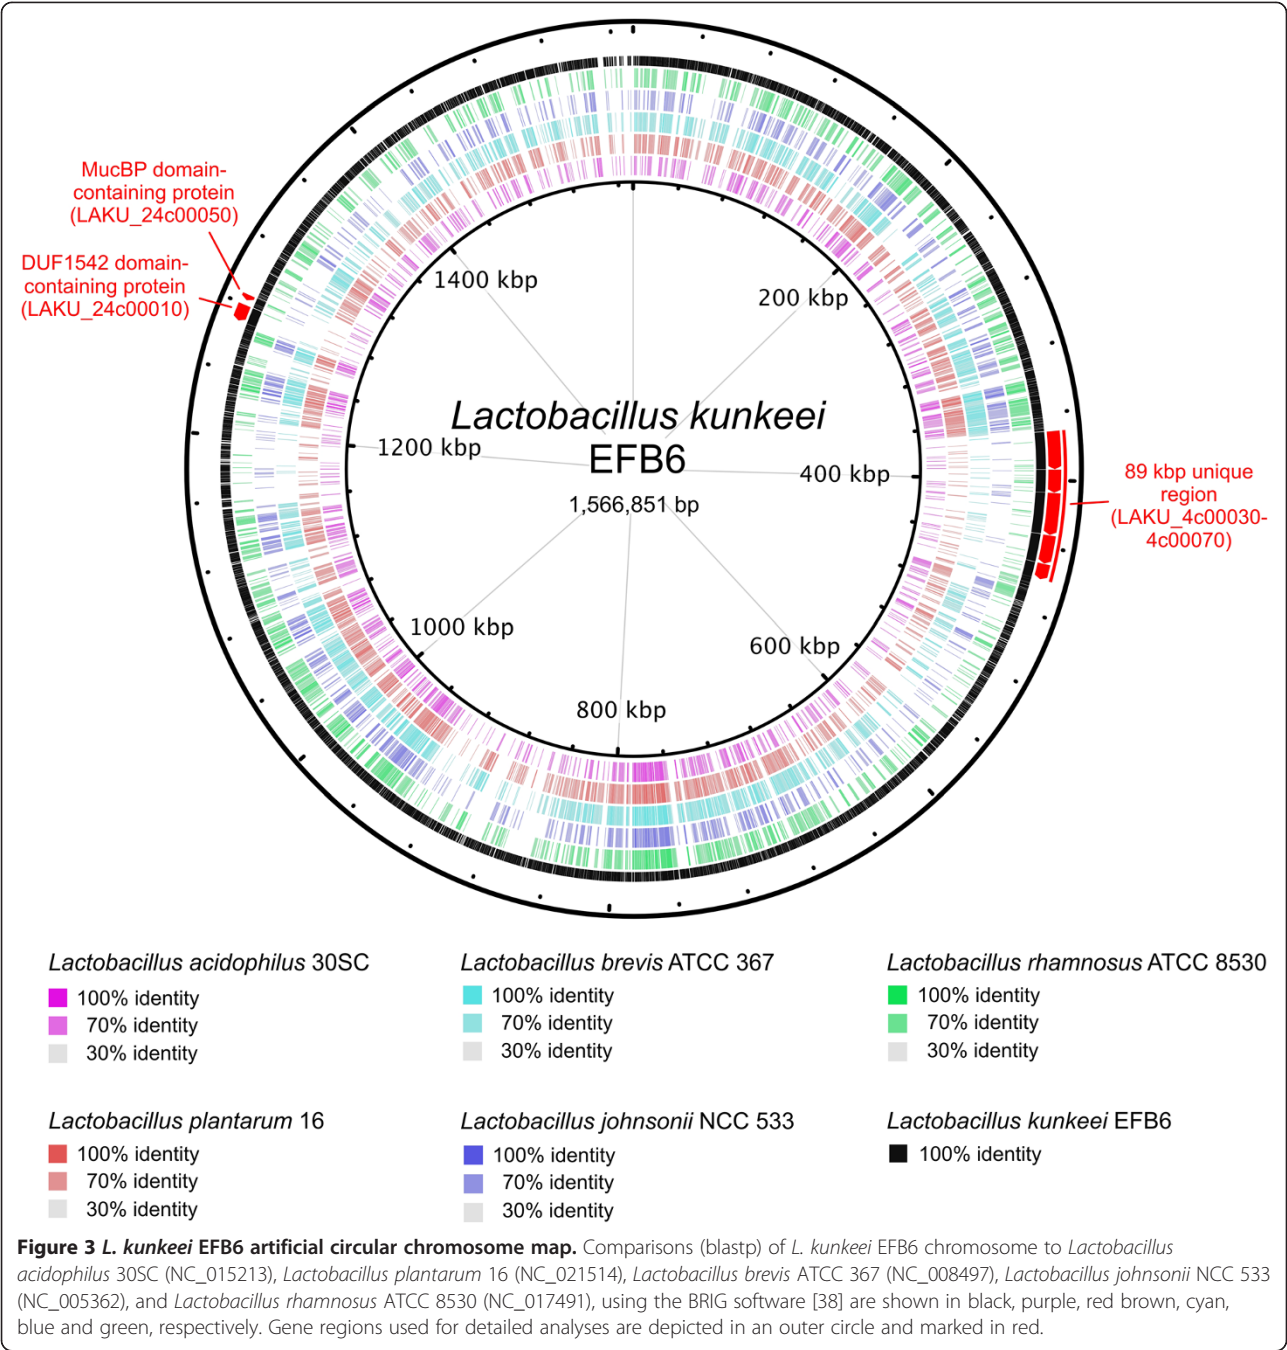 MucBP domain-
containing protein
(LAKU_24c00050)
DUF1542 domain-
containing protein
(LAKU_24c00010)
1400 kbp
200 kbp
Lactobacillus kunkeei
EFB6
1,566,851 bp
1200 kbp
400 kbp
89 kbp unique
region
(LAKU_4c00030-
4c00070)
1000 kbp
600 kbp
800 kbp
Lactobacillus acidophilus 30SC
100% identity
70% identity
30% identity
Lactobacillus brevis ATCC 367
100% identity
70% identity
30% identity
Lactobacillus rhamnosus ATCC 8530
100% identity
70% identity
30% identity
Lactobacillus plantarum 16
100% identity
70% identity
30% identity
Lactobacillus johnsonii NCC 533
100% identity
70% identity
30% identity
Lactobacillus kunkeei EFB6
100% identity
Figure 3 L. kunkeei EFB6 artificial circular chromosome map. Comparisons (blastp) of L. kunkeei EFB6 chromosome to Lactobacillus
acidophilus 30SC (NC_015213), Lactobacillus plantarum 16 (NC_021514), Lactobacillus brevis ATCC 367 (NC_008497), Lactobacillus johnsonii NCC 533
(NC_005362), and Lactobacillus rhamnosus ATCC 8530 (NC_017491), using the BRIG software [38] are shown in black, purple, red brown, cyan,
blue and green, respectively. Gene regions used for detailed analyses are depicted in an outer circle and marked in red.